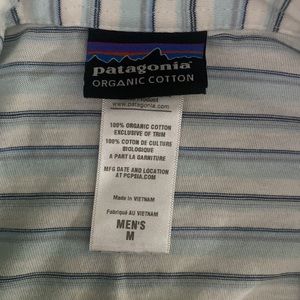 patagonia®
ORGANIC COTTON
www.patagonia.com
100% ORGANIC COTTON
EXCLUSIVE OF TRIM
100% COTON DE CULTURE
BIOLOGIQUE
A PART LA GARNITURE
MFG DATE AND LOCATION
AT PCPSIA.COM
Made in VIETNAM
Fabriqué AU VIETNAM
MEN'S
M